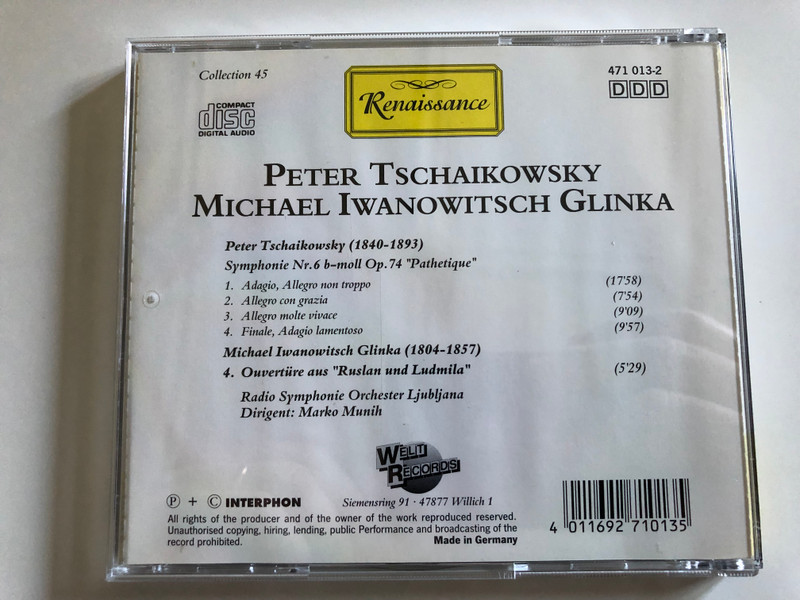 Collection 45
Renaissance
471 013-2
DDD
COMPACT
disc
DIGITAL AUDIO
PETER TSCHAIKOWSKY
MICHAEL IWANOWITSCH GLINKA
Peter Tschaikowsky (1840-1893)
Symphonie Nr.6 b-moll Op.74 "Pathetique"
1. Adagio, Allegro non troppo (17'58)
2. Allegro con grazia (7'54)
3. Allegro molte vivace (9'09)
4. Finale, Adagio lamentoso (9'57)
Michael Iwanowitsch Glinka (1804-1857)
4. Ouvertüre aus "Ruslan und Ludmila" (5'29)
Radio Symphonie Orchester Ljubljana
Dirigent: Marko Munih
WELT
RECORDS
Ⓟ + © INTERPHON
Siemensring 91 · 47877 Willich 1
All rights of the producer and of the owner of the work reproduced reserved.
Unauthorised copying, hiring, lending, public Performance and broadcasting of the
record prohibited.
Made in Germany
4 011692 710135